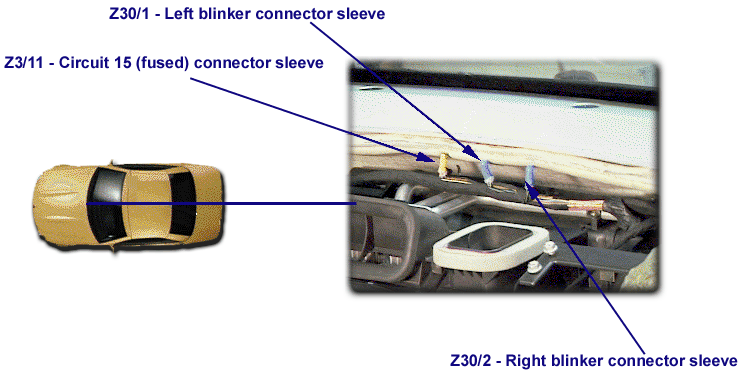 Z30/1 - Left blinker connector sleeve
Z3/11 - Circuit 15 (fused) connector sleeve
Z30/2 - Right blinker connector sleeve